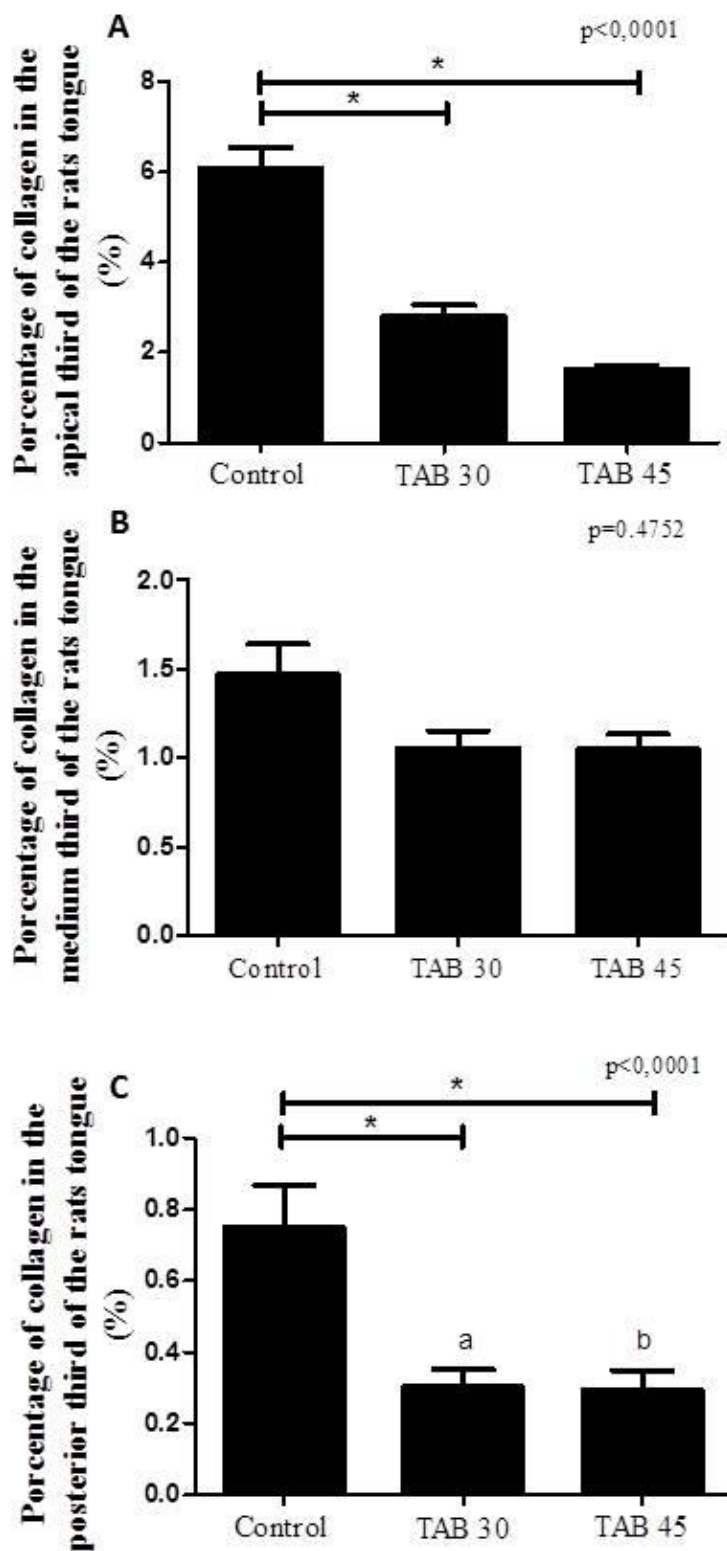 A
p<0,0001
Porcentage of collagen in the
apical third of the rats tongue
(%)
*
*
8
6
4
2
0
Control
TAB 30
TAB 45
B
p=0.4752
Porcentage of collagen in the
medium third of the rats tongue
(%)
2.0
1.5
1.0
0.5
0.0
Control
TAB 30
TAB 45
C
p<0,0001
Porcentage of collagen in the
posterior third of the rats tongue
(%)
*
*
1.0
0.8
0.6
0.4
0.2
0.0
a
b
Control
TAB 30
TAB 45